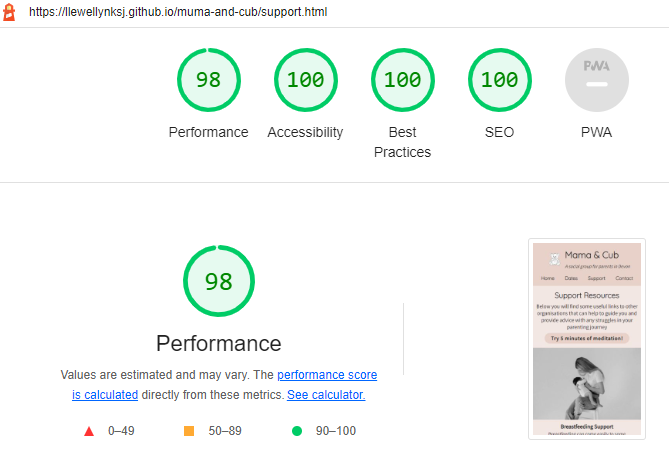 https://llewellynksj.github.io/muma-and-cub/support.html
98
100
100
100
PWA
Performance
Accessibility
Best
Practices
SEO
PWA
98
Performance
Values are estimated and may vary. The performance score
is calculated directly from these metrics. See calculator.
0–49
50–89
90–100
Mama & Cub
A social group for parents in Devon
Home Dates Support Contact
Support Resources
Below you will find some useful links to other
organisations that can help to guide you and
provide advice with any struggles in your
parenting journey
Try 5 minutes of meditation!
Breastfeeding Support